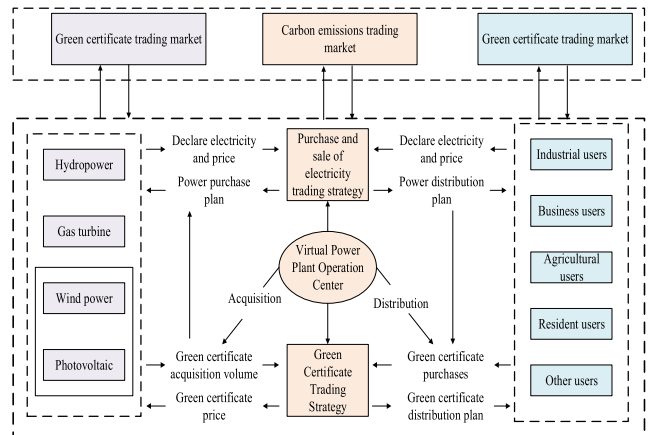 Green certificate trading market
Carbon emissions trading
market
Green certificate trading market
Hydropower
Gas turbine
Wind power
Photovoltaic
Declare electricity
and price
Power purchase
plan
Purchase and
sale of
electricity
trading strategy
Declare electricity
and price
Power distribution
plan
Virtual Power
Plant Operation
Center
Acquisition
Distribution
Green certificate
acquisition volume
Green certificate
price
Green
Certificate
Trading
Strategy
Green certificate
purchases
Green certificate
distribution plan
Industrial users
Business users
Agricultural
users
Resident users
Other users